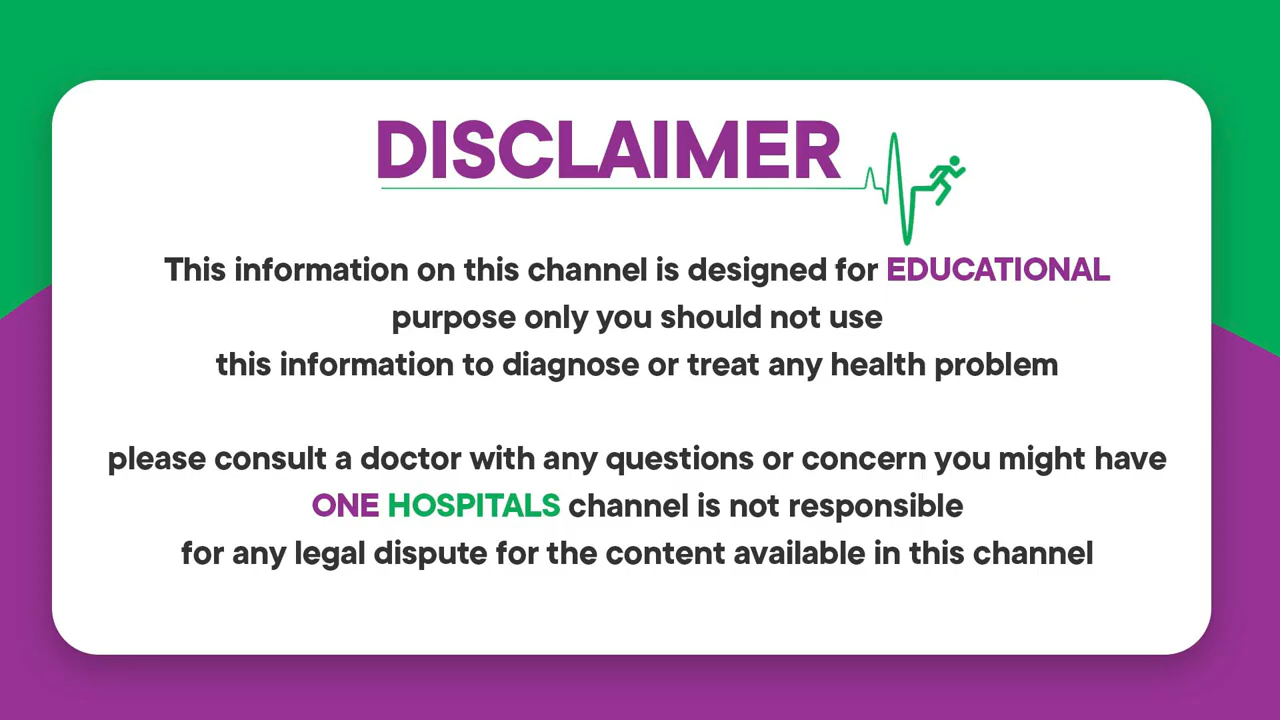 DISCLAIMER
This information on this channel is designed for EDUCATIONAL
purpose only you should not use
this information to diagnose or treat any health problem
please consult a doctor with any questions or concern you might have
ONE HOSPITALS channel is not responsible
for any legal dispute for the content available in this channel